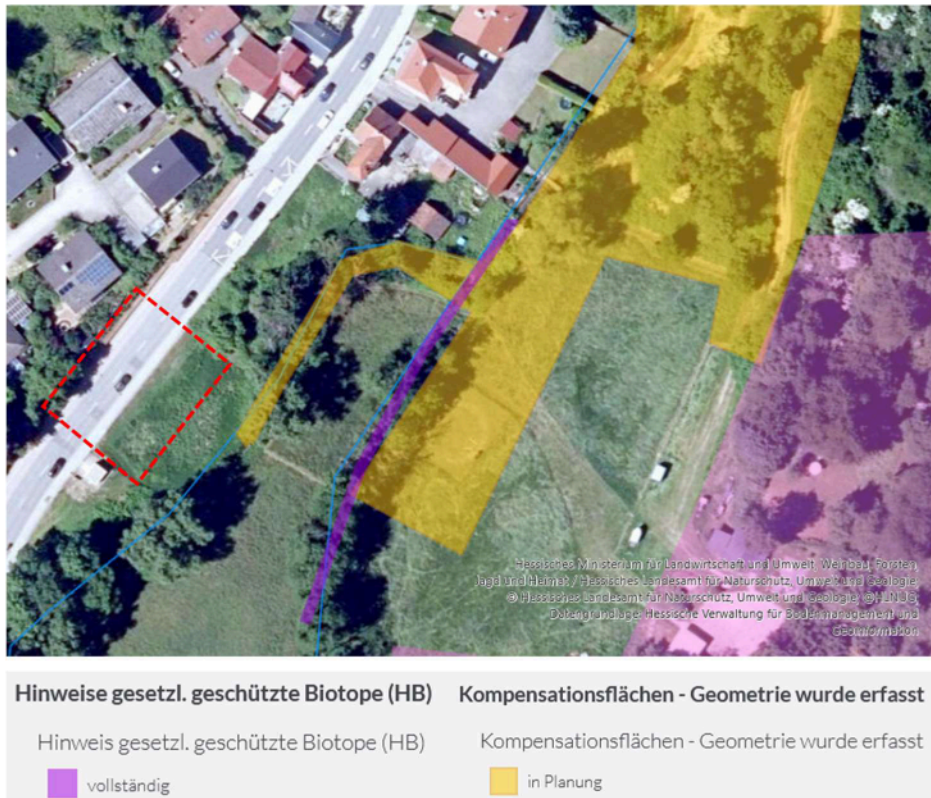 Hessisches Ministerium für Landwirtschaft und Umwelt, Weinbau, Forsten,
Jagd und Heimat / Hessisches Landesamt für Naturschutz, Umwelt und Geologie
© Hessisches Landesamt für Naturschutz, Umwelt und Geologie, @HLNUG
Datengrundlage: Hessische Verwaltung für Bodenmanagement und
Geoinformation
Hinweise gesetzl. geschützte Biotope (HB) Kompensationsflächen - Geometrie wurde erfasst
Hinweis gesetzl. geschützte Biotope (HB) Kompensationsflächen - Geometrie wurde erfasst
vollständig in Planung